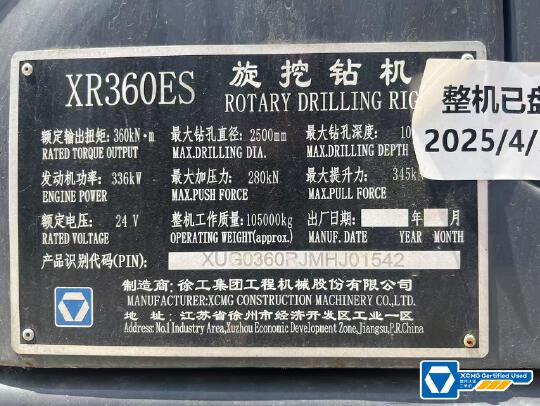 XR360ES 旋挖钻机
ROTARY DRILLING RIG
额定输出扭矩: 360kN·m 最大钻孔直径: 2500mm 最大钻孔深度: 10
RATED TORQUE OUTPUT MAX.DRILLING DIA. MAX.DRILLING DEPTH
发动机功率: 336kW 最大加压力: 280kN 最大提升力: 345kN
ENGINE POWER MAX.PUSH FORCE MAX.PULL FORCE
额定电压: 24 V 整机工作质量: 105000kg 出厂日期: 年 月
RATED VOLTAGE OPERATING WEIGHT(approx.) MANUF. DATE YEAR MONTH
产品识别代码(PIN): XUG0360PJMHJ01542
制造商: 徐工集团工程机械股份有限公司
MANUFACTURER:XCMG CONSTRUCTION MACHINERY CO.,LTD.
地 址: 江苏省徐州市经济开发区工业一区
Address: No.1 Industry Area,Xuzhou Economic Development Zone,Jiangsu,P.R.China
整机已盘
2025/4/
XCMG Certified Used